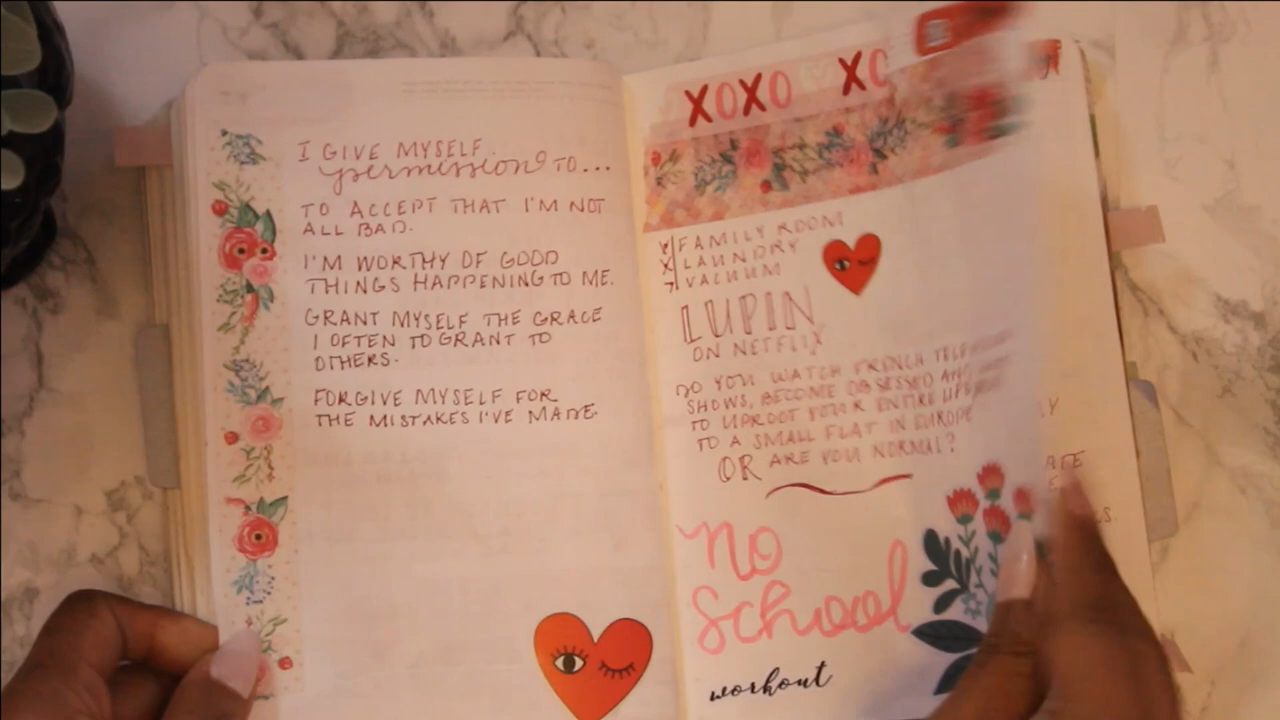 I GIVE MYSELF
permission TO...
TO ACCEPT THAT I'M NOT
ALL BAD.
I'M WORTHY OF GOOD
THINGS HAPPENING TO ME.
GRANT MYSELF THE GRACE
I OFTEN TO GRANT TO
OTHERS.
FORGIVE MYSELF FOR
THE MISTAKES I'VE MADE.
XOXO XO
FAMILY ROOM
LAUNDRY
VACUUM
LUPIN
ON NETFLIX
DO YOU WATCH FRENCH
SHOWS, BECOME OBSESSED AND
TO UPROOT YOUR ENTIRE LIFE
TO A SMALL FLAT IN EUROPE
OR ARE YOU NORMAL?
no
School
workout